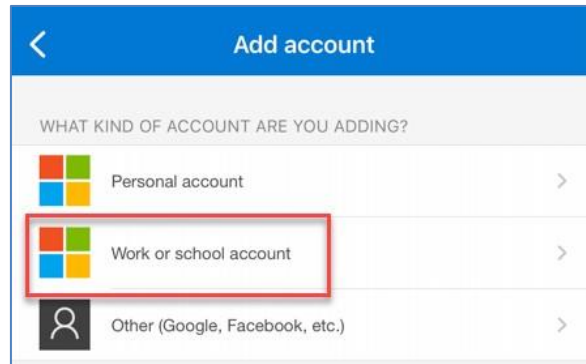 Add account
WHAT KIND OF ACCOUNT ARE YOU ADDING?
Personal account
Work or school account
Other (Google, Facebook, etc.)